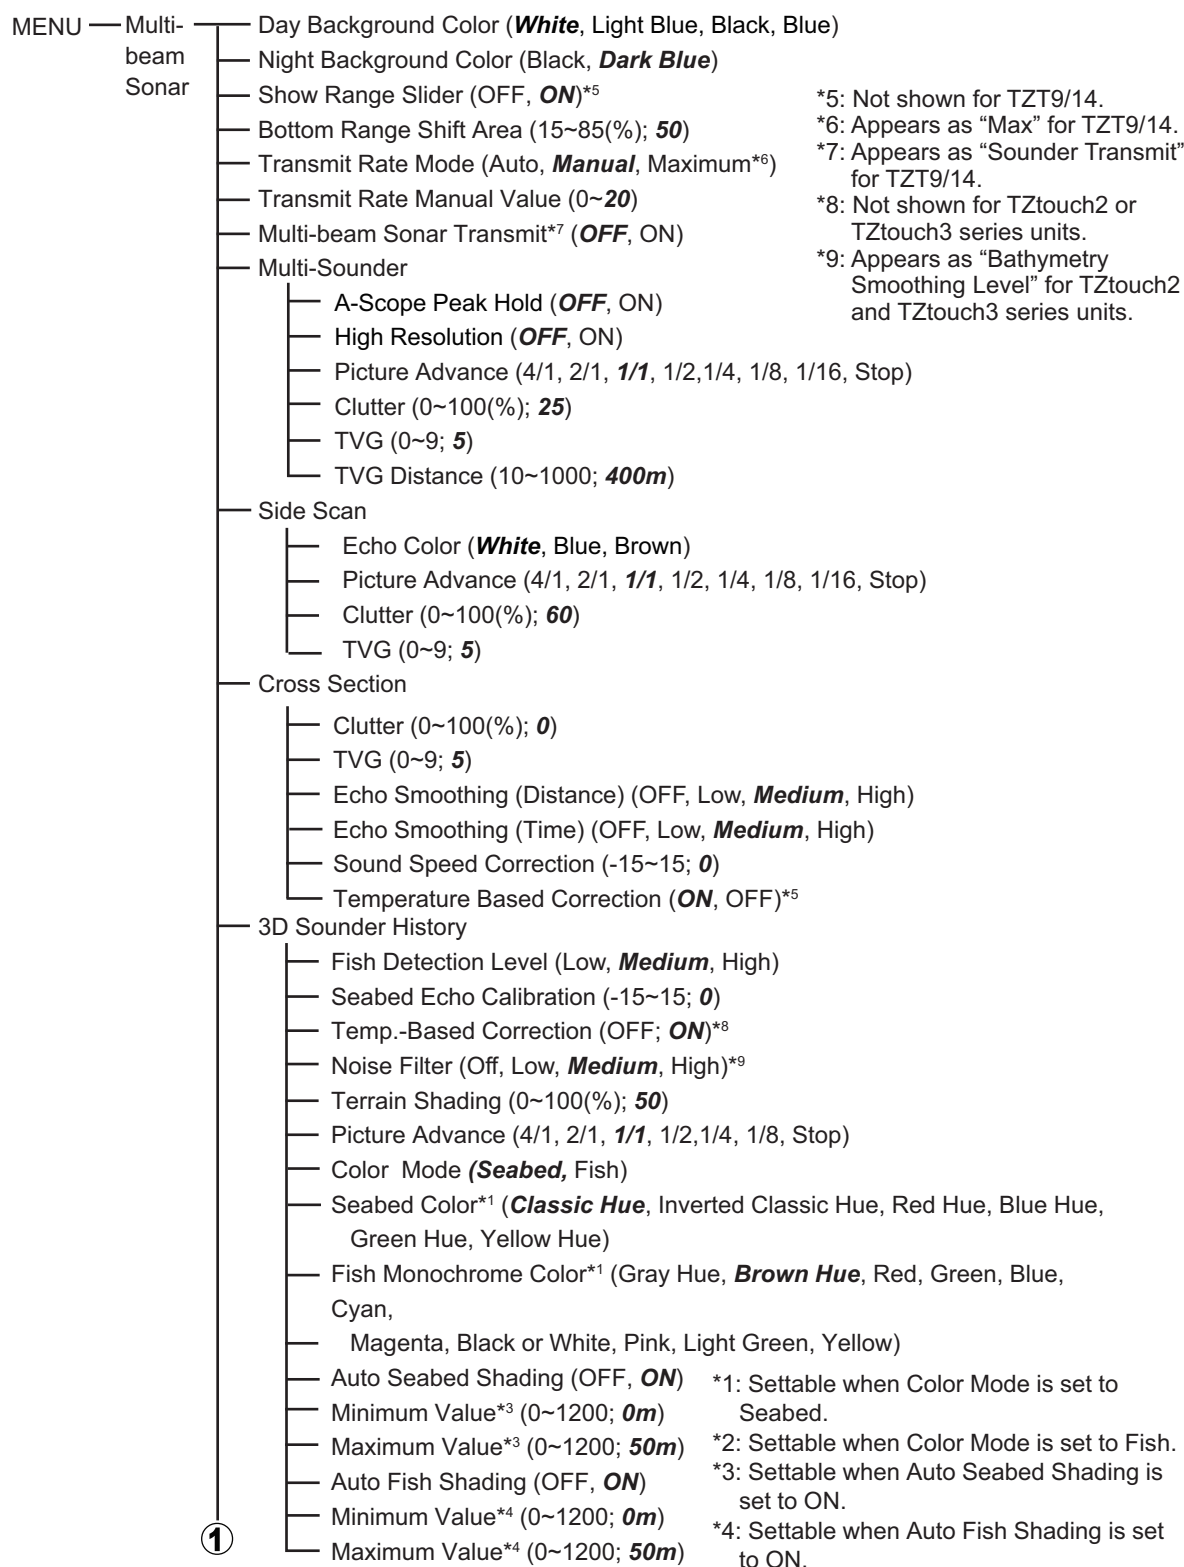 MENU
Multi-
beam
Sonar
Day Background Color (White, Light Blue, Black, Blue)
Night Background Color (Black, Dark Blue)
Show Range Slider (OFF, ON)*5
Bottom Range Shift Area (15~85(%); 50)
Transmit Rate Mode (Auto, Manual, Maximum*6)
Transmit Rate Manual Value (0~20)
Multi-beam Sonar Transmit*7 (OFF, ON)
*5: Not shown for TZT9/14.
*6: Appears as “Max” for TZT9/14.
*7: Appears as “Sounder Transmit”
for TZT9/14.
*8: Not shown for TZtouch2 or
TZtouch3 series units.
*9: Appears as “Bathymetry
Smoothing Level” for TZtouch2
and TZtouch3 series units.
Multi-Sounder
A-Scope Peak Hold (OFF, ON)
High Resolution (OFF, ON)
Picture Advance (4/1, 2/1, 1/1, 1/2,1/4, 1/8, 1/16, Stop)
Clutter (0~100(%); 25)
TVG (0~9; 5)
TVG Distance (10~1000; 400m)
Side Scan
Echo Color (White, Blue, Brown)
Picture Advance (4/1, 2/1, 1/1, 1/2, 1/4, 1/8, 1/16, Stop)
Clutter (0~100(%); 60)
TVG (0~9; 5)
Cross Section
Clutter (0~100(%); 0)
TVG (0~9; 5)
Echo Smoothing (Distance) (OFF, Low, Medium, High)
Echo Smoothing (Time) (OFF, Low, Medium, High)
Sound Speed Correction (-15~15; 0)
Temperature Based Correction (ON, OFF)*5
3D Sounder History
Fish Detection Level (Low, Medium, High)
Seabed Echo Calibration (-15~15; 0)
Temp.-Based Correction (OFF; ON)*8
Noise Filter (Off, Low, Medium, High)*9
Terrain Shading (0~100(%); 50)
Picture Advance (4/1, 2/1, 1/1, 1/2,1/4, 1/8, Stop)
Color Mode (Seabed, Fish)
Seabed Color*1 (Classic Hue, Inverted Classic Hue, Red Hue, Blue Hue,
Green Hue, Yellow Hue)
Fish Monochrome Color*1 (Gray Hue, Brown Hue, Red, Green, Blue,
Cyan,
Magenta, Black or White, Pink, Light Green, Yellow)
Auto Seabed Shading (OFF, ON)
Minimum Value*3 (0~1200; 0m)
Maximum Value*3 (0~1200; 50m)
Auto Fish Shading (OFF, ON)
Minimum Value*4 (0~1200; 0m)
Maximum Value*4 (0~1200; 50m)
*1: Settable when Color Mode is set to
Seabed.
*2: Settable when Color Mode is set to Fish.
*3: Settable when Auto Seabed Shading is
set to ON.
*4: Settable when Auto Fish Shading is set
to ON.
1